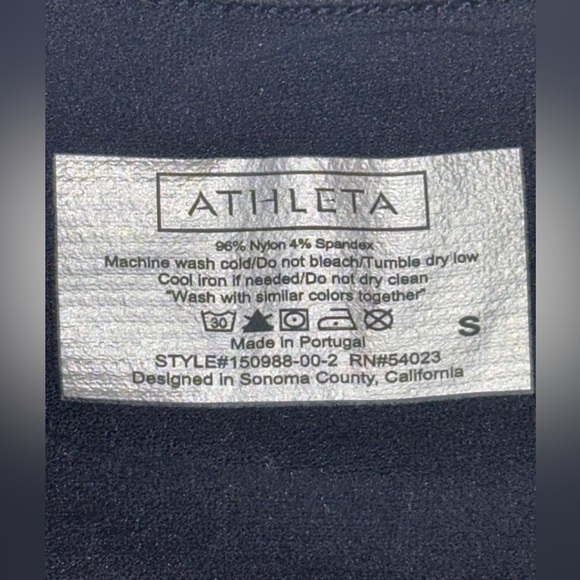 ATHLETA
96% Nylon 4% Spandex
Machine wash cold/Do not bleach/Tumble dry low
Cool iron if needed/Do not dry clean
"Wash with similar colors together"
30
S
Made in Portugal
STYLE#150988-00-2 RN#54023
Designed in Sonoma County, California